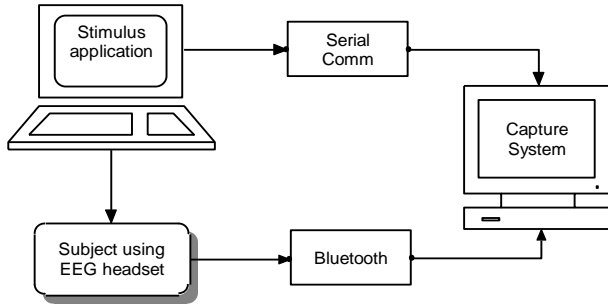 Stimulus
application
Serial
Comm
Capture
System
Subject using
EEG headset
Bluetooth